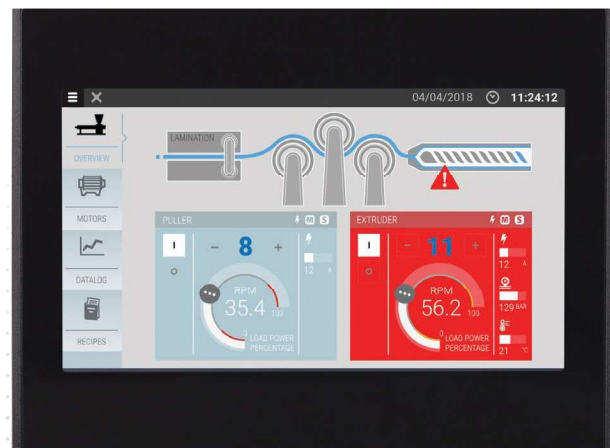 04/04/2018 11:24:12
OVERVIEW
MOTORS
DATALOG
RECIPES
LAMINATION
PULLER M S
I
O
- 8 +
RPM
35.4
100
0
LOAD POWER
PERCENTAGE
12 A
EXTRUDER M S
I
O
- 11 +
RPM
56.2
100
0
LOAD POWER
PERCENTAGE
12 A
129 BAR
21 °C